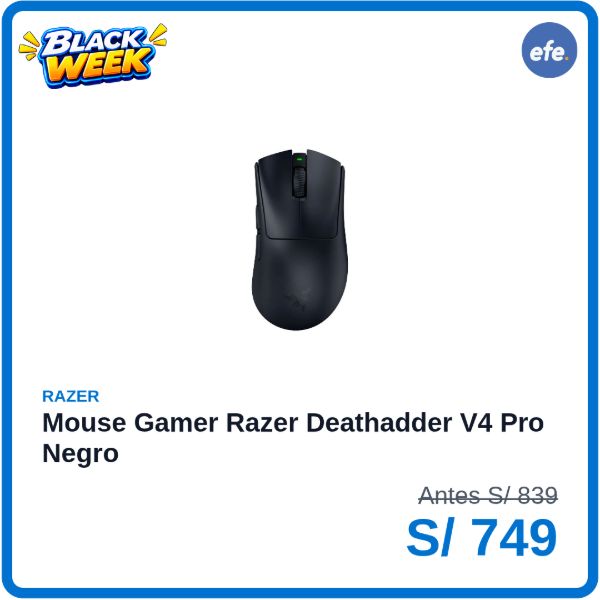 BLACK
WEEK
efe.
RAZER
Mouse Gamer Razer Deathadder V4 Pro
Negro
Antes S/ 839
S/ 749